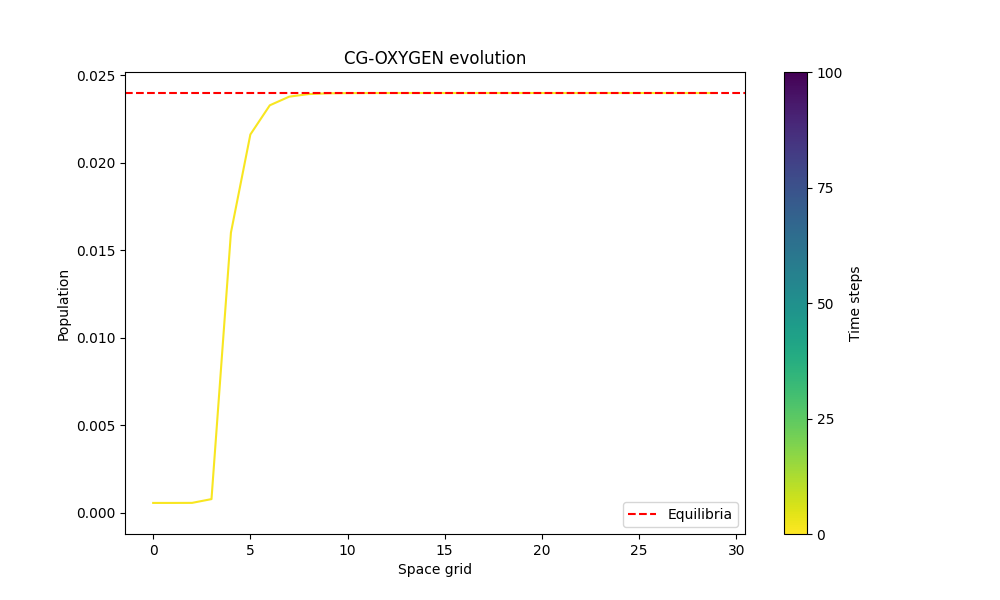 CG-OXYGEN evolution
Population
0.025
0.020
0.015
0.010
0.005
0.000
0 5 10 15 20 25 30
Space grid
Equilibria
100
75
50
25
0
Time steps